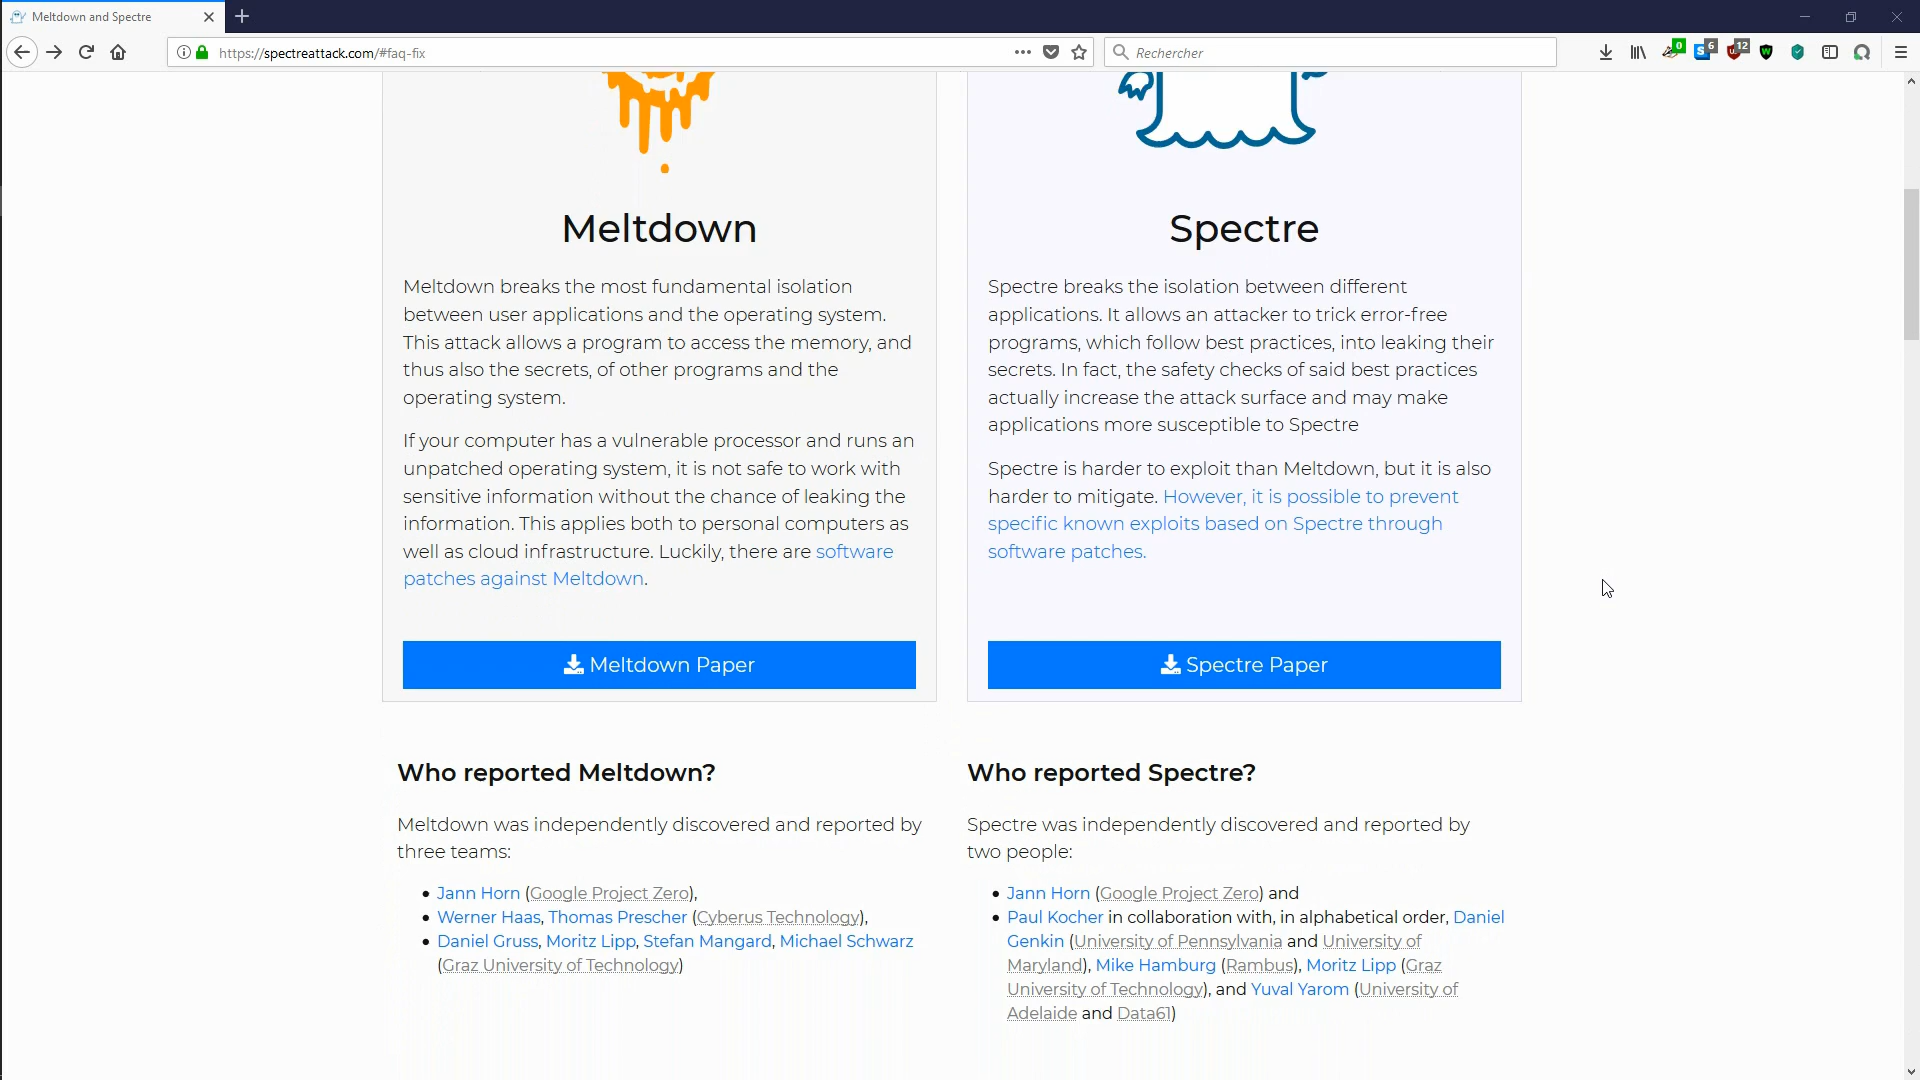 Meltdown and Spectre
https://spectreattack.com/#faq-fix
Rechercher
0
S
6
12
W
Meltdown
Meltdown breaks the most fundamental isolation
between user applications and the operating system.
This attack allows a program to access the memory, and
thus also the secrets, of other programs and the
operating system.
If your computer has a vulnerable processor and runs an
unpatched operating system, it is not safe to work with
sensitive information without the chance of leaking the
information. This applies both to personal computers as
well as cloud infrastructure. Luckily, there are software
patches against Meltdown.
Meltdown Paper
Spectre
Spectre breaks the isolation between different
applications. It allows an attacker to trick error-free
programs, which follow best practices, into leaking their
secrets. In fact, the safety checks of said best practices
actually increase the attack surface and may make
applications more susceptible to Spectre
Spectre is harder to exploit than Meltdown, but it is also
harder to mitigate. However, it is possible to prevent
specific known exploits based on Spectre through
software patches.
Spectre Paper
Who reported Meltdown?
Meltdown was independently discovered and reported by
three teams:
• Jann Horn (Google Project Zero),
• Werner Haas, Thomas Prescher (Cyberus Technology),
• Daniel Gruss, Moritz Lipp, Stefan Mangard, Michael Schwarz
(Graz University of Technology)
Who reported Spectre?
Spectre was independently discovered and reported by
two people:
• Jann Horn (Google Project Zero) and
• Paul Kocher in collaboration with, in alphabetical order, Daniel
Genkin (University of Pennsylvania and University of
Maryland), Mike Hamburg (Rambus), Moritz Lipp (Graz
University of Technology), and Yuval Yarom (University of
Adelaide and Data61)